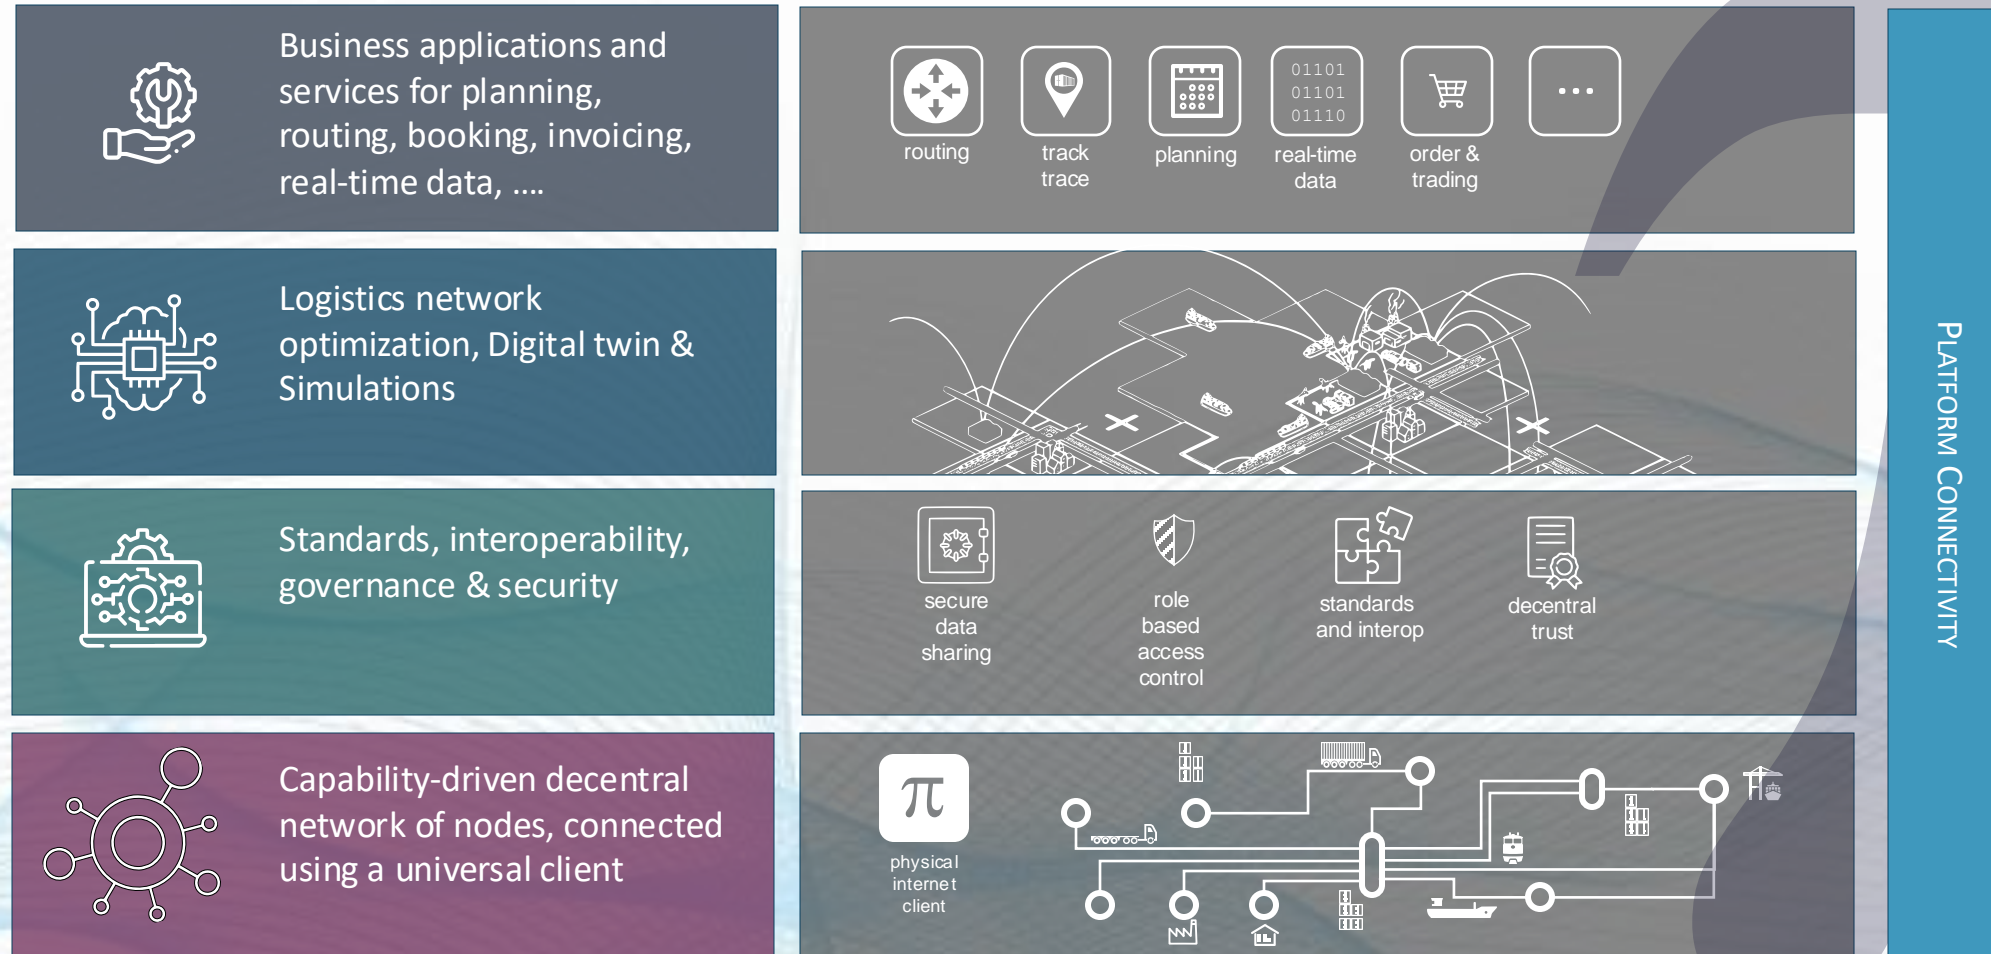 Business applications and
services for planning,
routing, booking, invoicing,
real-time data, ....
routing
track
trace
planning
01101
01101
01110
real-time
data
order &
trading
...
Logistics network
optimization, Digital twin &
Simulations
Standards, interoperability,
governance & security
secure
data
sharing
role
based
access
control
standards
and interop
decentral
trust
Capability-driven decentral
network of nodes, connected
using a universal client
π
physical
internet
client
PLATFORM CONNECTIVITY